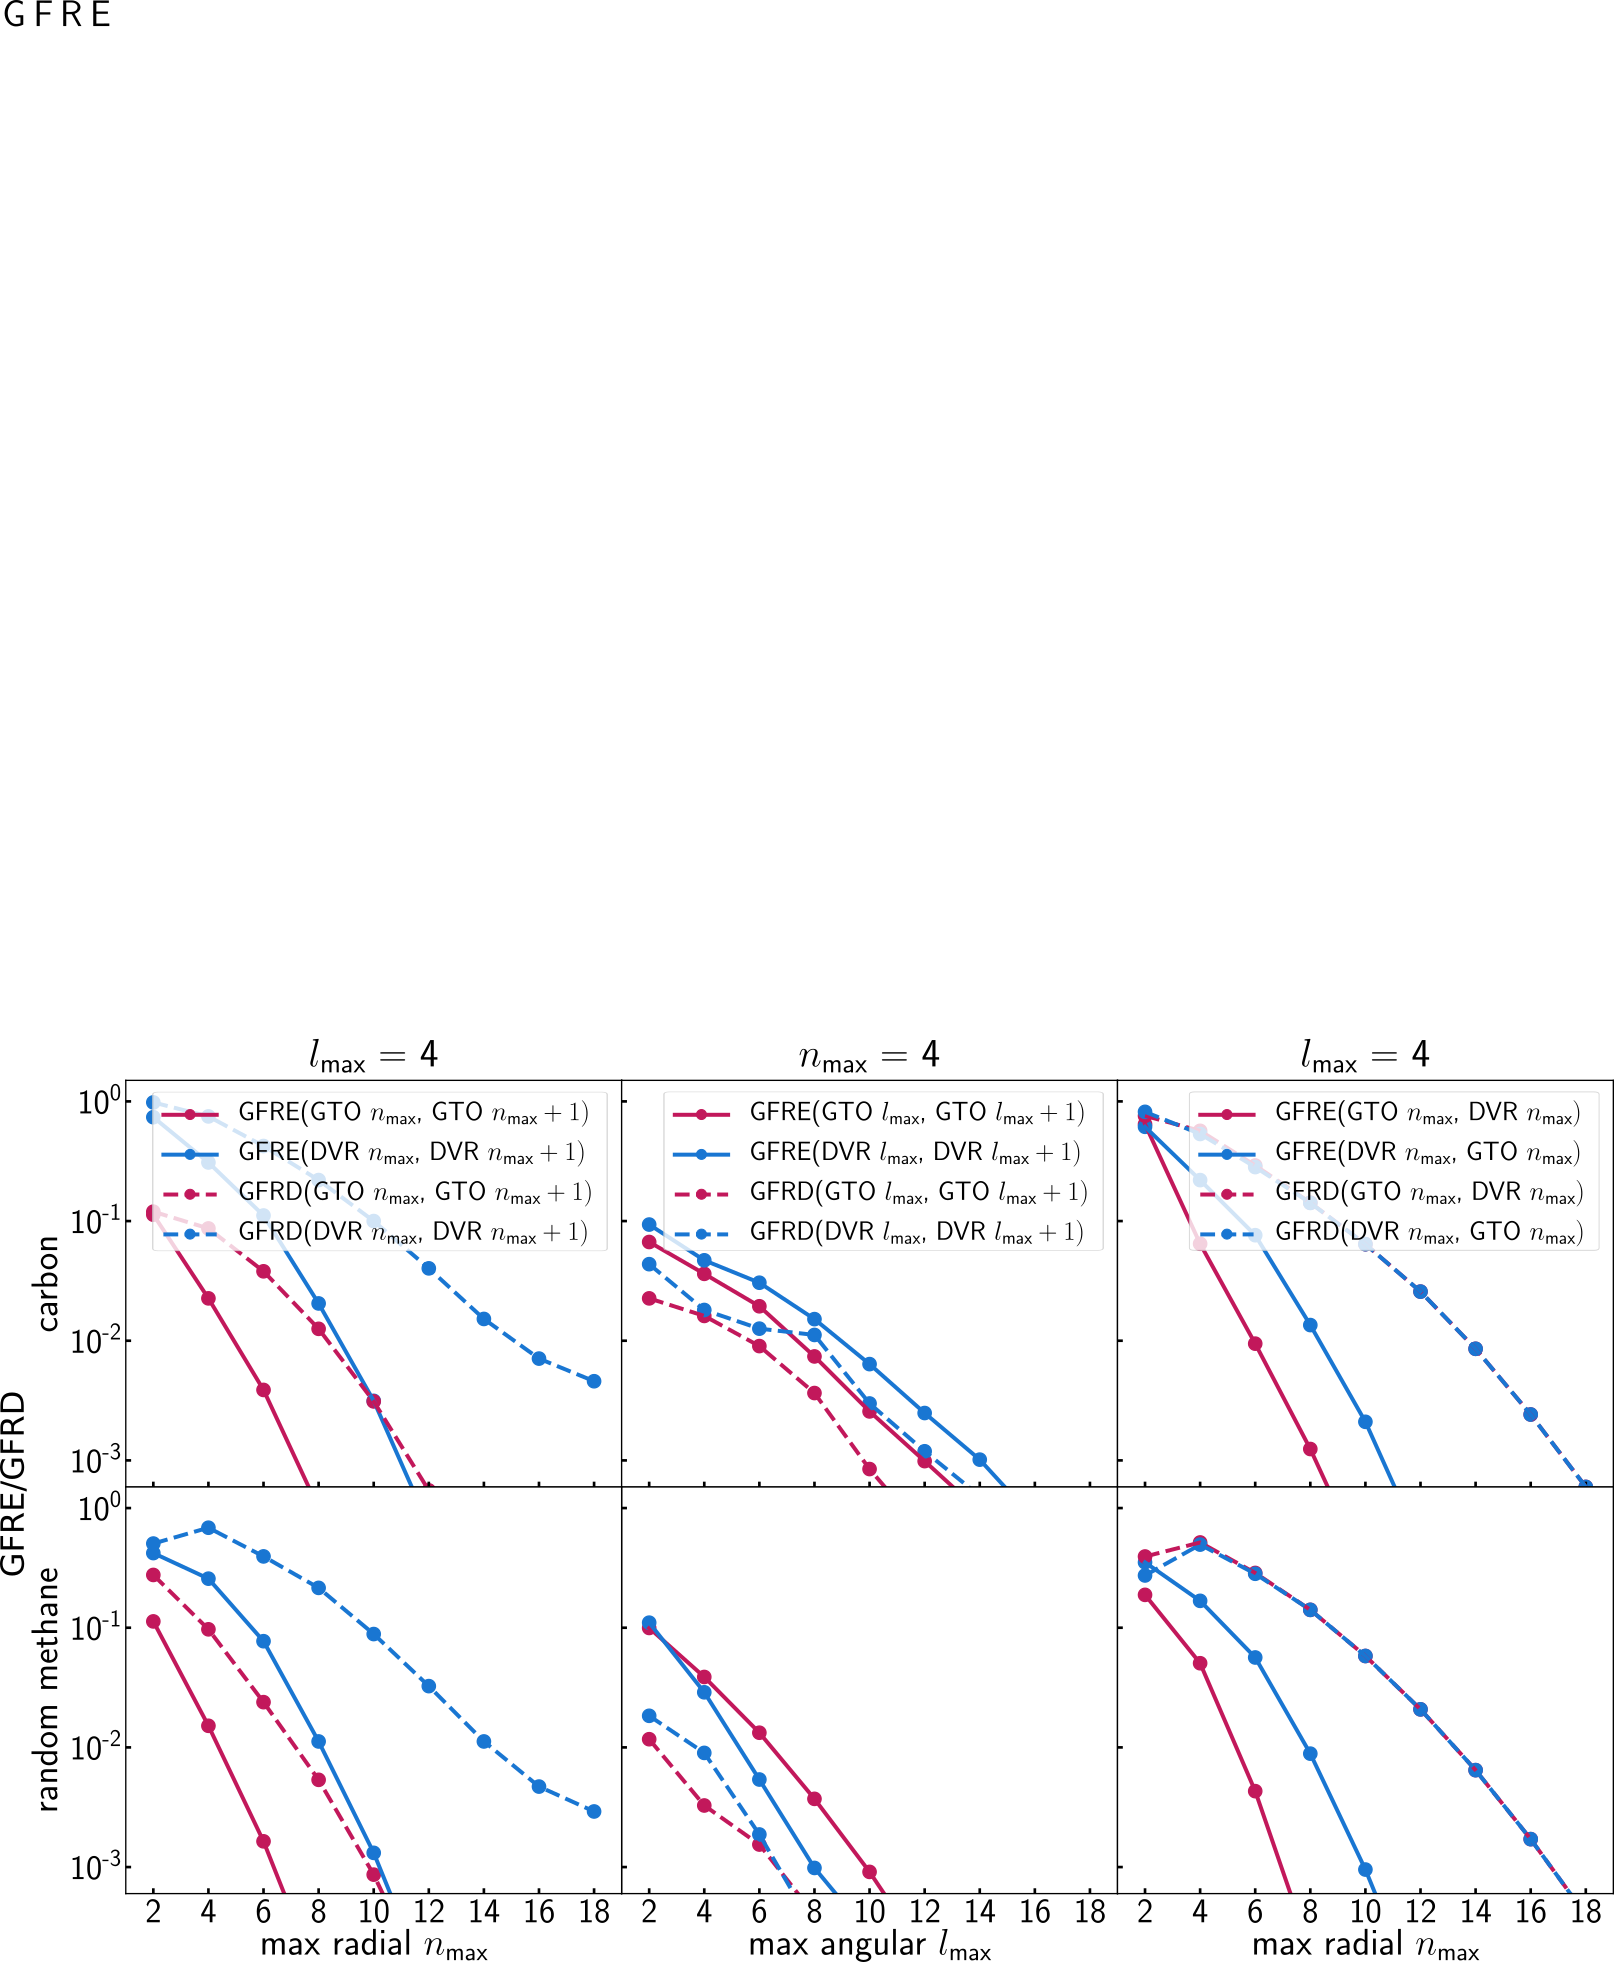 GFRE
l_max = 4
n_max = 4
l_max = 4
GFRE/GFRD
carbon
10^0
10^-1
10^-2
10^-3
GFRE(GTO n_max, GTO n_max + 1)
GFRE(DVR n_max, DVR n_max + 1)
GFRD(GTO n_max, GTO n_max + 1)
GFRD(DVR n_max, DVR n_max + 1)
GFRE(GTO l_max, GTO l_max + 1)
GFRE(DVR l_max, DVR l_max + 1)
GFRD(GTO l_max, GTO l_max + 1)
GFRD(DVR l_max, DVR l_max + 1)
GFRE(GTO n_max, DVR n_max)
GFRE(DVR n_max, GTO n_max)
GFRD(GTO n_max, DVR n_max)
GFRD(DVR n_max, GTO n_max)
random methane
10^0
10^-1
10^-2
10^-3
2 4 6 8 10 12 14 16 18
2 4 6 8 10 12 14 16 18
2 4 6 8 10 12 14 16 18
max radial n_max
max angular l_max
max radial n_max